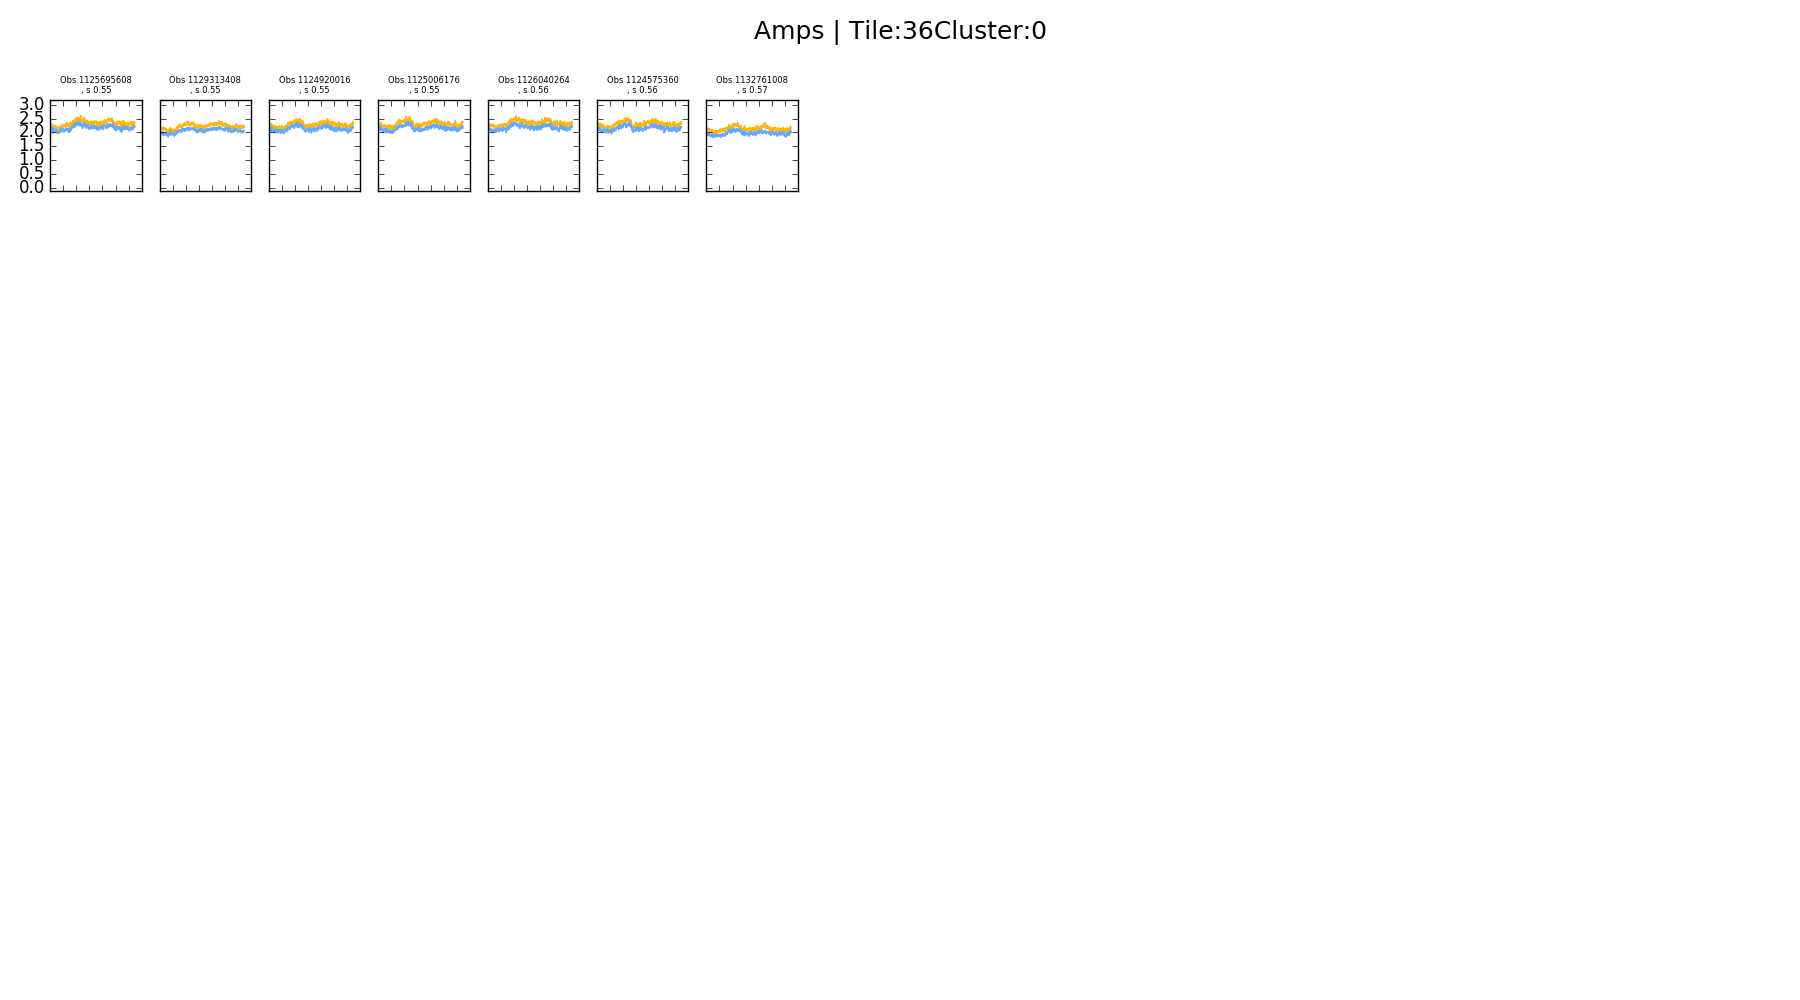 Amps | Tile:36Cluster:0
Obs 1125695608
, s 0.55
Obs 1129313408
, s 0.55
Obs 1124920016
, s 0.55
Obs 1125006176
, s 0.55
Obs 1126040264
, s 0.56
Obs 1124575360
, s 0.56
Obs 1132761008
, s 0.57
3.0
2.5
2.0
1.5
1.0
0.5
0.0